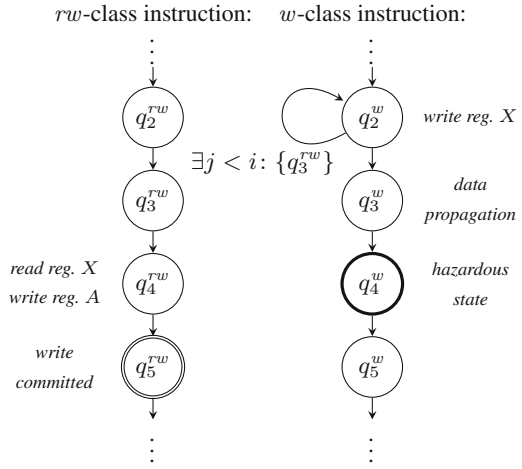 rw-class instruction: w-class instruction:
q_2^{rw} q_2^w write reg. X
∃j < i: {q_3^{rw}}
q_3^{rw} q_3^w data
propagation
read reg. X
write reg. A
q_4^{rw} q_4^w hazardous
state
write
committed
q_5^{rw} q_5^w